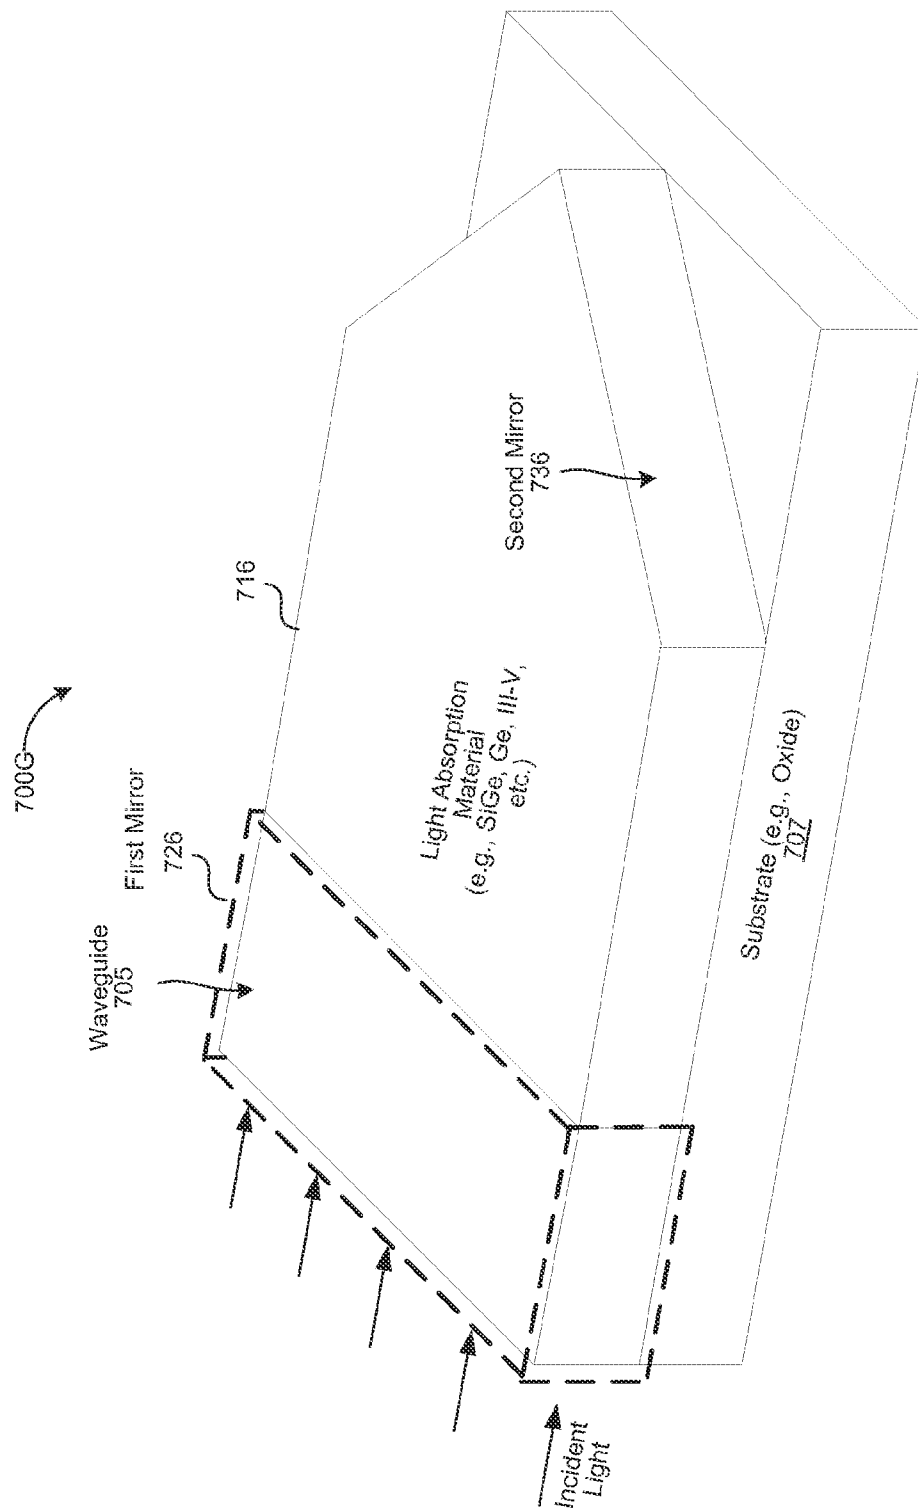 700G
First Mirror
726
Waveguide
705
716
Second Mirror
736
Light Absorption
Material
(e.g., SiGe, Ge, III-V,
etc.)
Substrate (e.g., Oxide)
707
Incident
Light